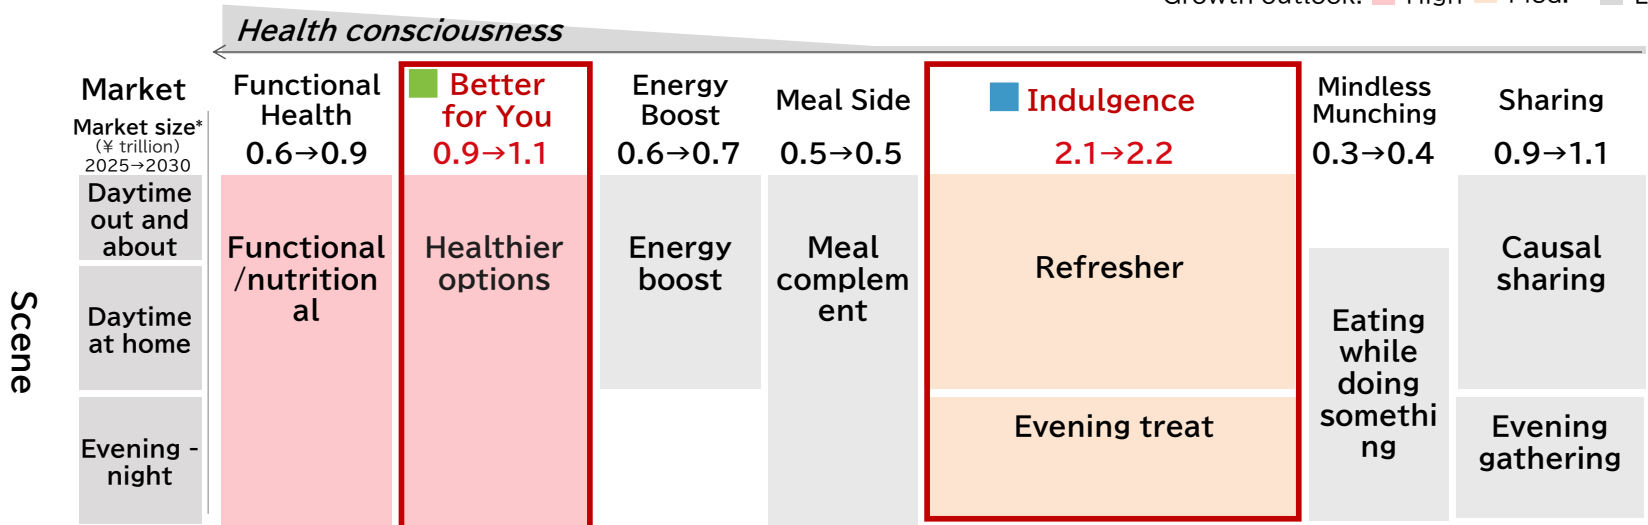 Growth outlook: High Med. L
Health consciousness
Market
Market size*
(¥ trillion)
2025→2030
Functional
Health
0.6→0.9
Better
for You
0.9→1.1
Energy
Boost
0.6→0.7
Meal Side
0.5→0.5
Indulgence
2.1→2.2
Mindless
Munching
0.3→0.4
Sharing
0.9→1.1
Scene
Daytime
out and
about
Daytime
at home
Evening -
night
Functional
/nutrition
al
Healthier
options
Energy
boost
Meal
complem
ent
Refresher
Evening treat
Eating
while
doing
somethi
ng
Causal
sharing
Evening
gathering